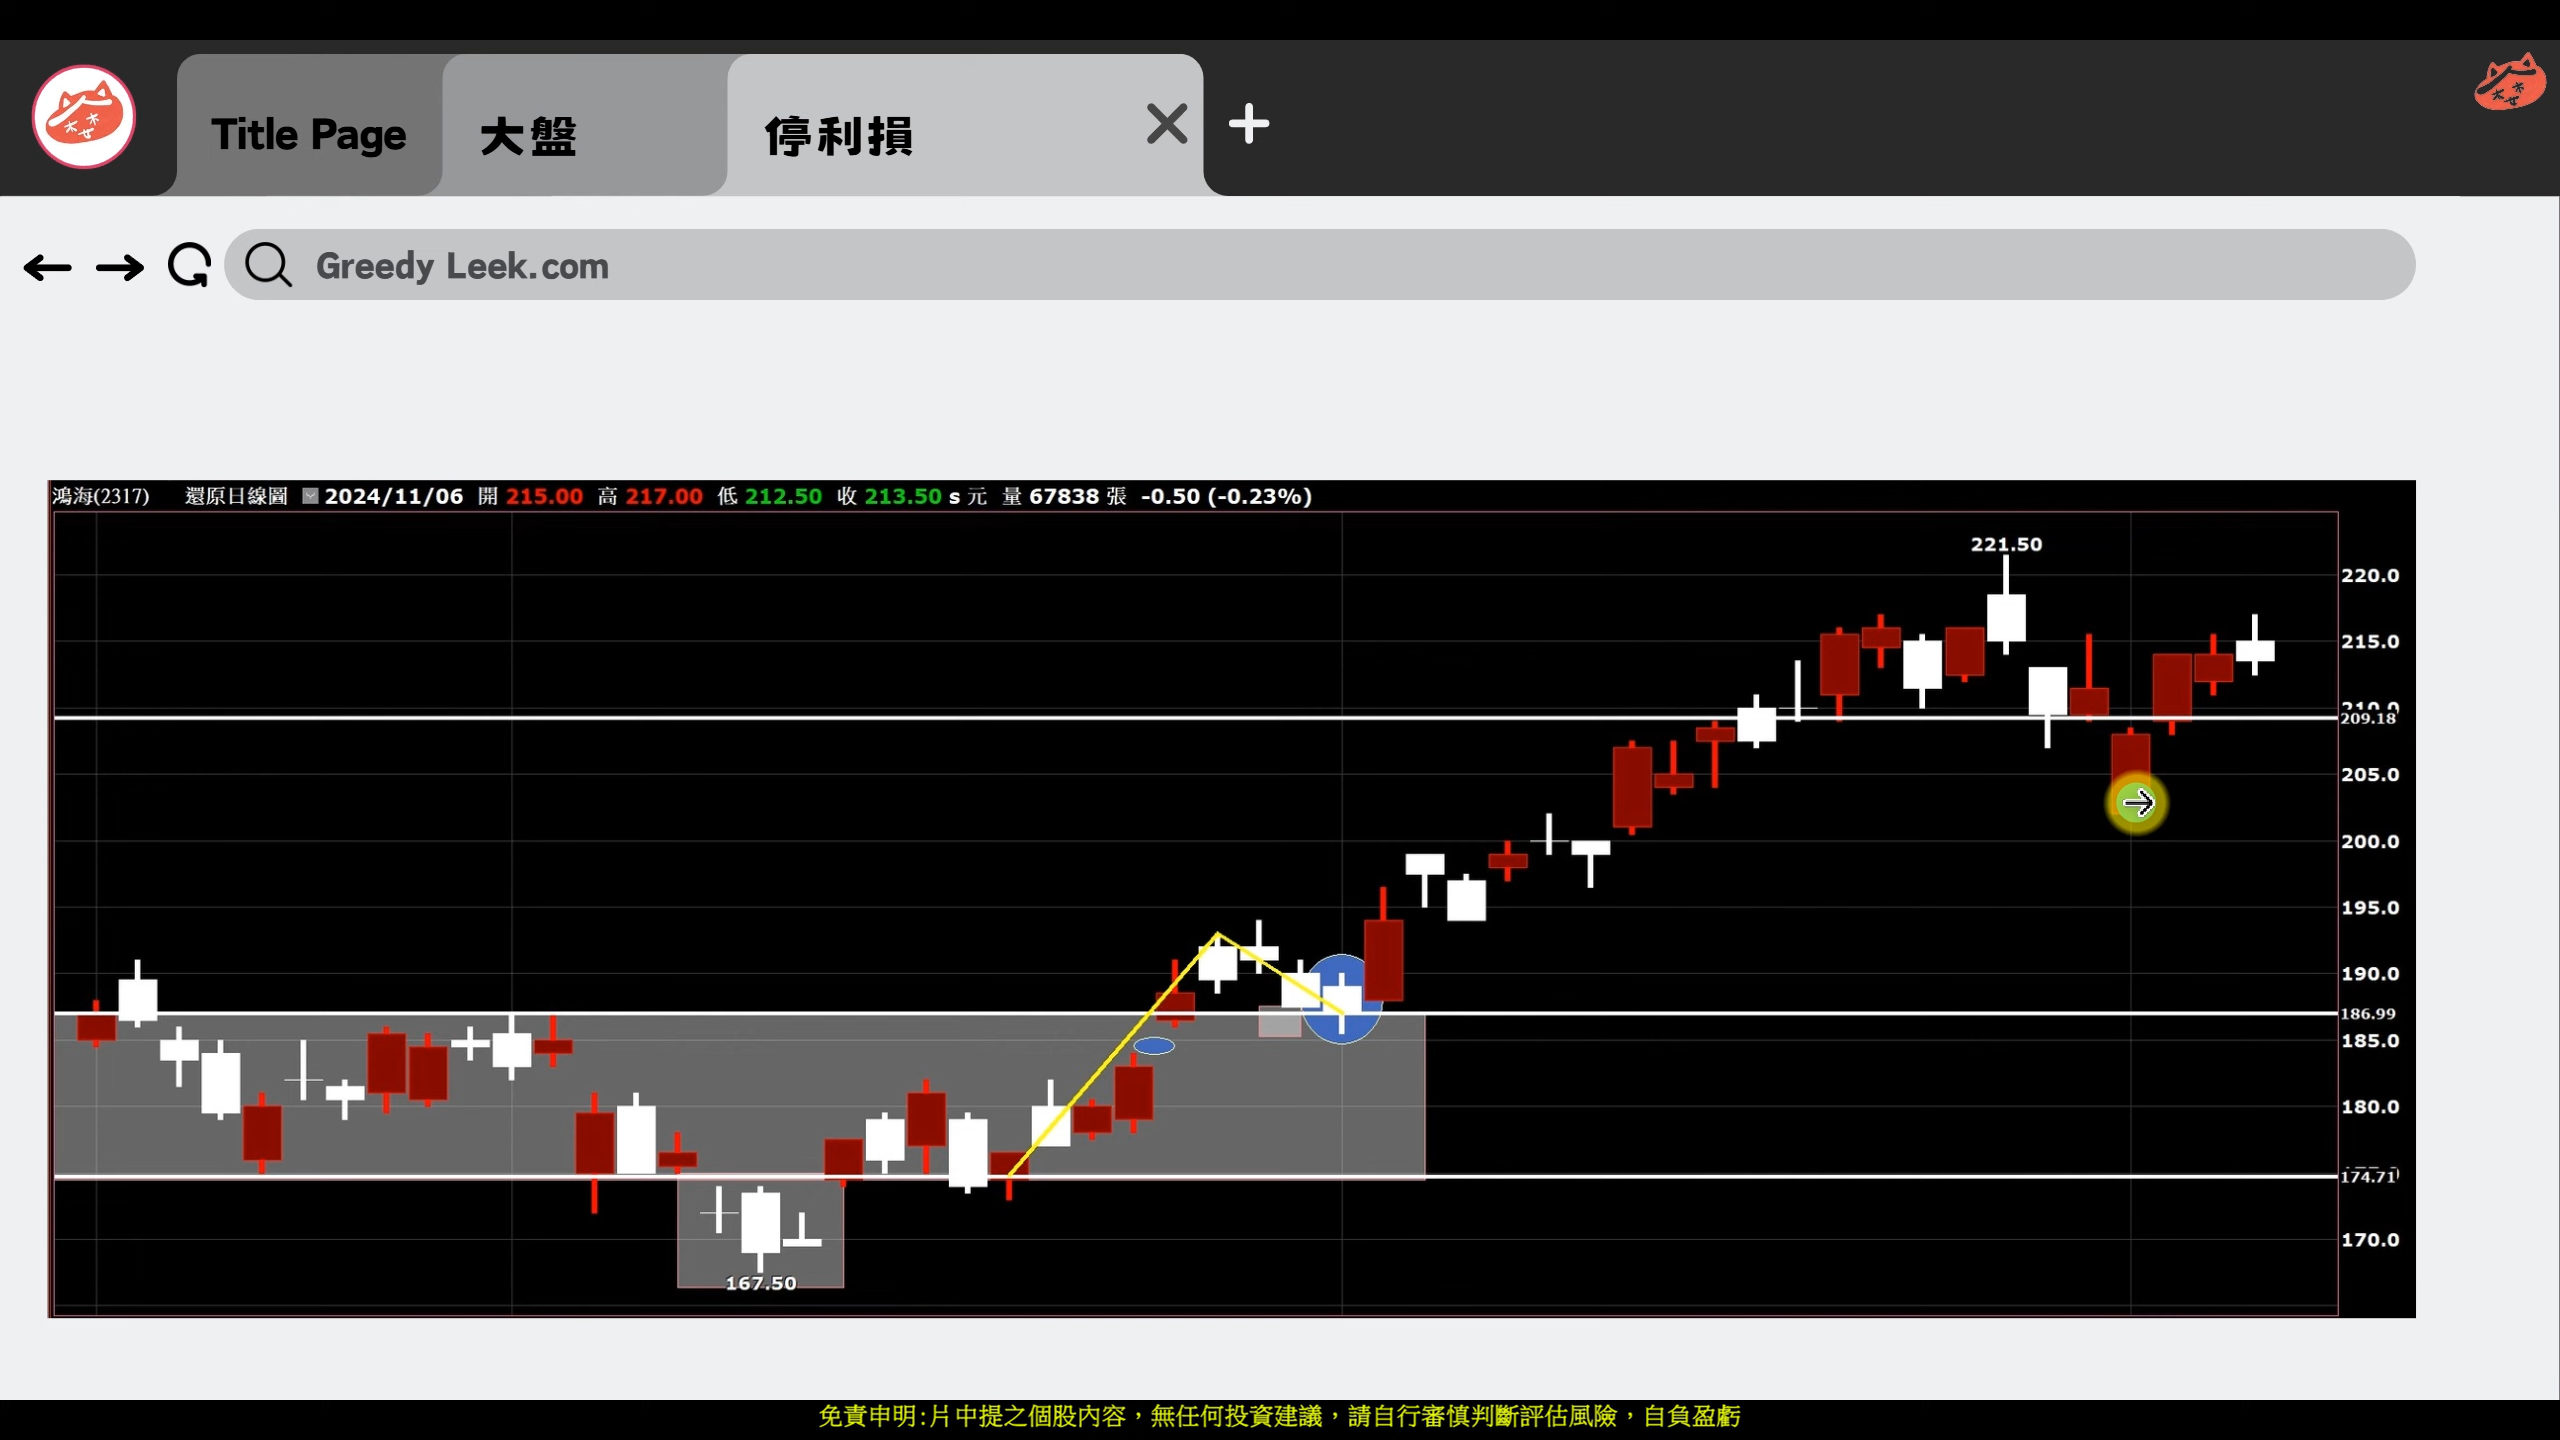 Title Page
大盤
停利損
Greedy Leek.com
鴻海(2317) 還原日線圖 2024/11/06 開 215.00 高 217.00 低 212.50 收 213.50 s 元 量 67838 張 -0.50 (-0.23%)
221.50
220.0
215.0
210.0
209.18
205.0
200.0
195.0
190.0
186.99
185.0
180.0
174.71
170.0
167.50
免責申明:片中提之個股內容，無任何投資建議，請自行審慎判斷評估風險，自負盈虧